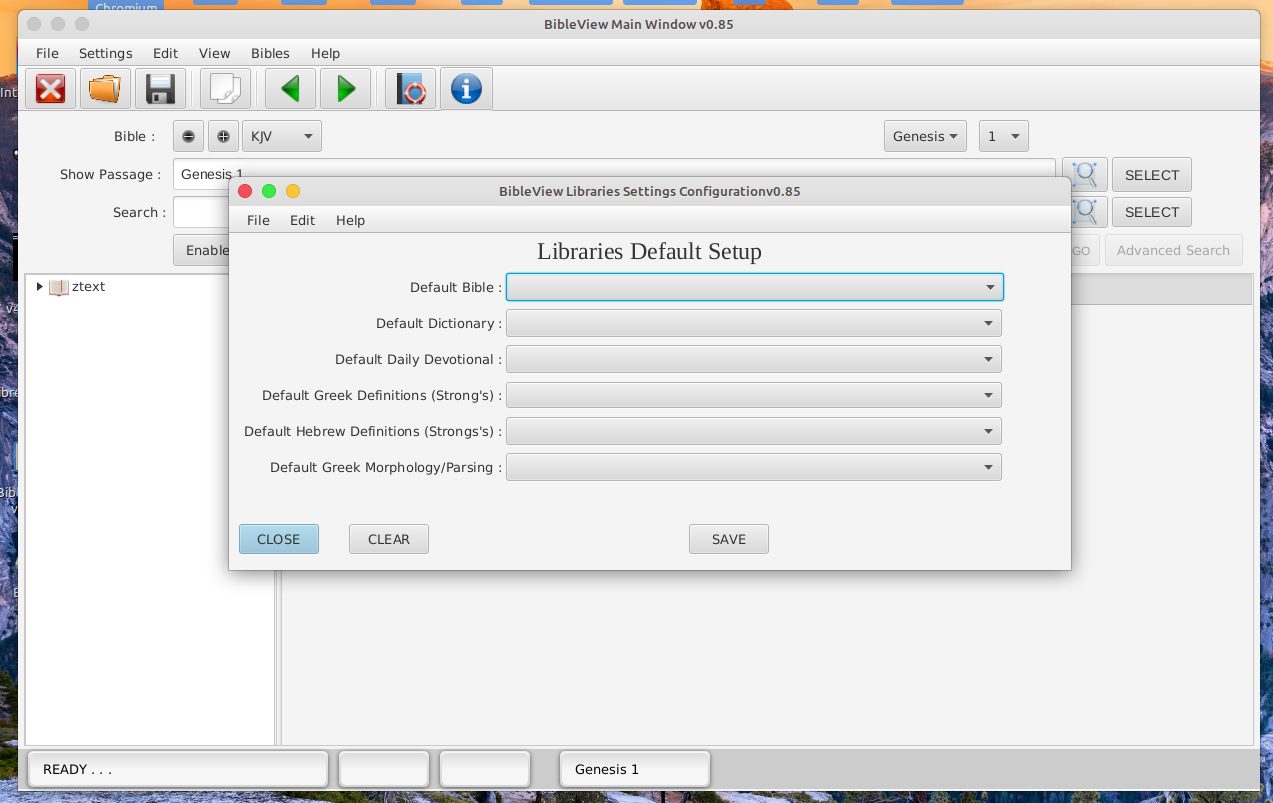 Chromium
BibleView Main Window v0.85
File Settings Edit View Bibles Help
Int
Bible : KJV Genesis 1
Show Passage : Genesis 1 SELECT
BibleView Libraries Settings Configurationv0.85
Search : SELECT
File Edit Help
Enable GO Advanced Search
Libraries Default Setup
ztext
Default Bible :
v4
Default Dictionary :
Default Daily Devotional :
Default Greek Definitions (Strong's) :
Default Hebrew Definitions (Strongs's) :
Default Greek Morphology/Parsing :
Bib
v
CLOSE CLEAR SAVE
READY . . . Genesis 1